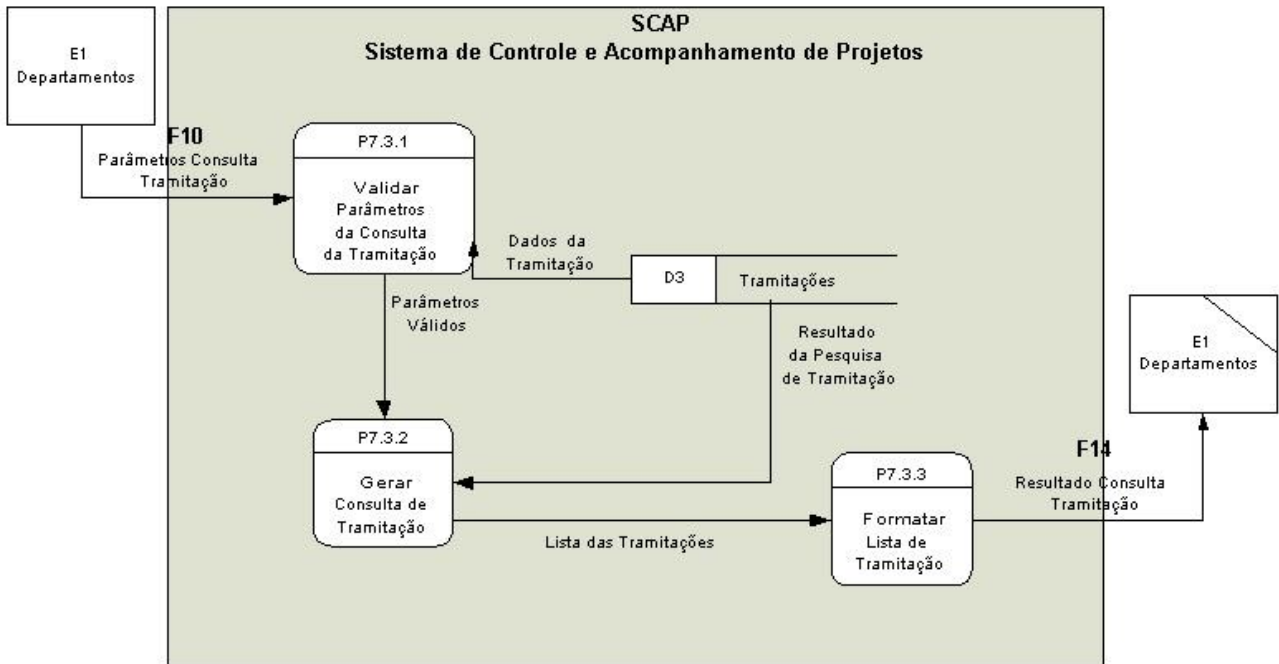 SCAP
Sistema de Controle e Acompanhamento de Projetos
E1
Departamentos
F10
Parâmetros Consulta
Tramitação
P7.3.1
Validar
Parâmetros
da Consulta
da Tramitação
Dados da
Tramitação
D3
Tramitações
Parâmetros
Válidos
Resultado
da Pesquisa
de Tramitação
E1
Departamentos
P7.3.2
Gerar
Consulta de
Tramitação
Lista das Tramitações
P7.3.3
Formatar
Lista de
Tramitação
F14
Resultado Consulta
Tramitação